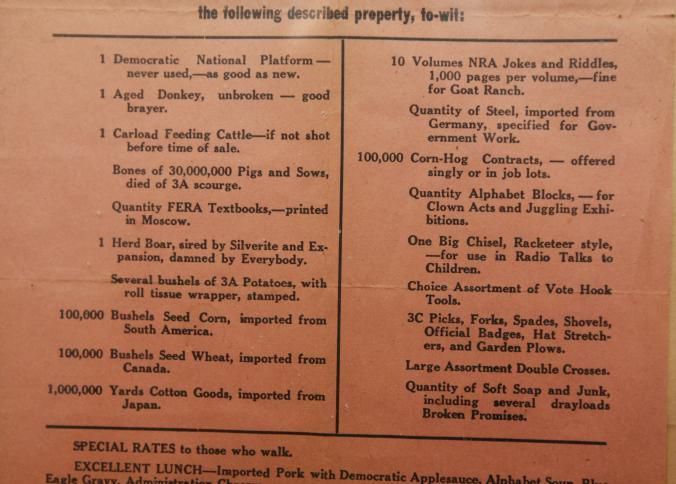 the following described property, to-wit:
1 Democratic National Platform —
never used,—as good as new.
1 Aged Donkey, unbroken — good
brayer.
1 Carload Feeding Cattle—if not shot
before time of sale.
Bones of 30,000,000 Pigs and Sows,
died of 3A scourge.
Quantity FERA Textbooks,—printed
in Moscow.
1 Herd Boar, sired by Silverite and Ex-
pansion, damned by Everybody.
Several bushels of 3A Potatoes, with
roll tissue wrapper, stamped.
100,000 Bushels Seed Corn, imported from
South America.
100,000 Bushels Seed Wheat, imported from
Canada.
1,000,000 Yards Cotton Goods, imported from
Japan.
10 Volumes NRA Jokes and Riddles,
1,000 pages per volume,—fine
for Goat Ranch.
Quantity of Steel, imported from
Germany, specified for Gov-
ernment Work.
100,000 Corn-Hog Contracts, — offered
singly or in job lots.
Quantity Alphabet Blocks, — for
Clown Acts and Juggling Exhi-
bitions.
One Big Chisel, Racketeer style,
—for use in Radio Talks to
Children.
Choice Assortment of Vote Hook
Tools.
3C Picks, Forks, Spades, Shovels,
Official Badges, Hat Stretch-
ers, and Garden Plows.
Large Assortment Double Crosses.
Quantity of Soft Soap and Junk,
including several drayloads
Broken Promises.
SPECIAL RATES to those who walk.
EXCELLENT LUNCH—Imported Pork with Democratic Applesauce, Alphabet Soup, Blue
Eagle Gravy, Administration